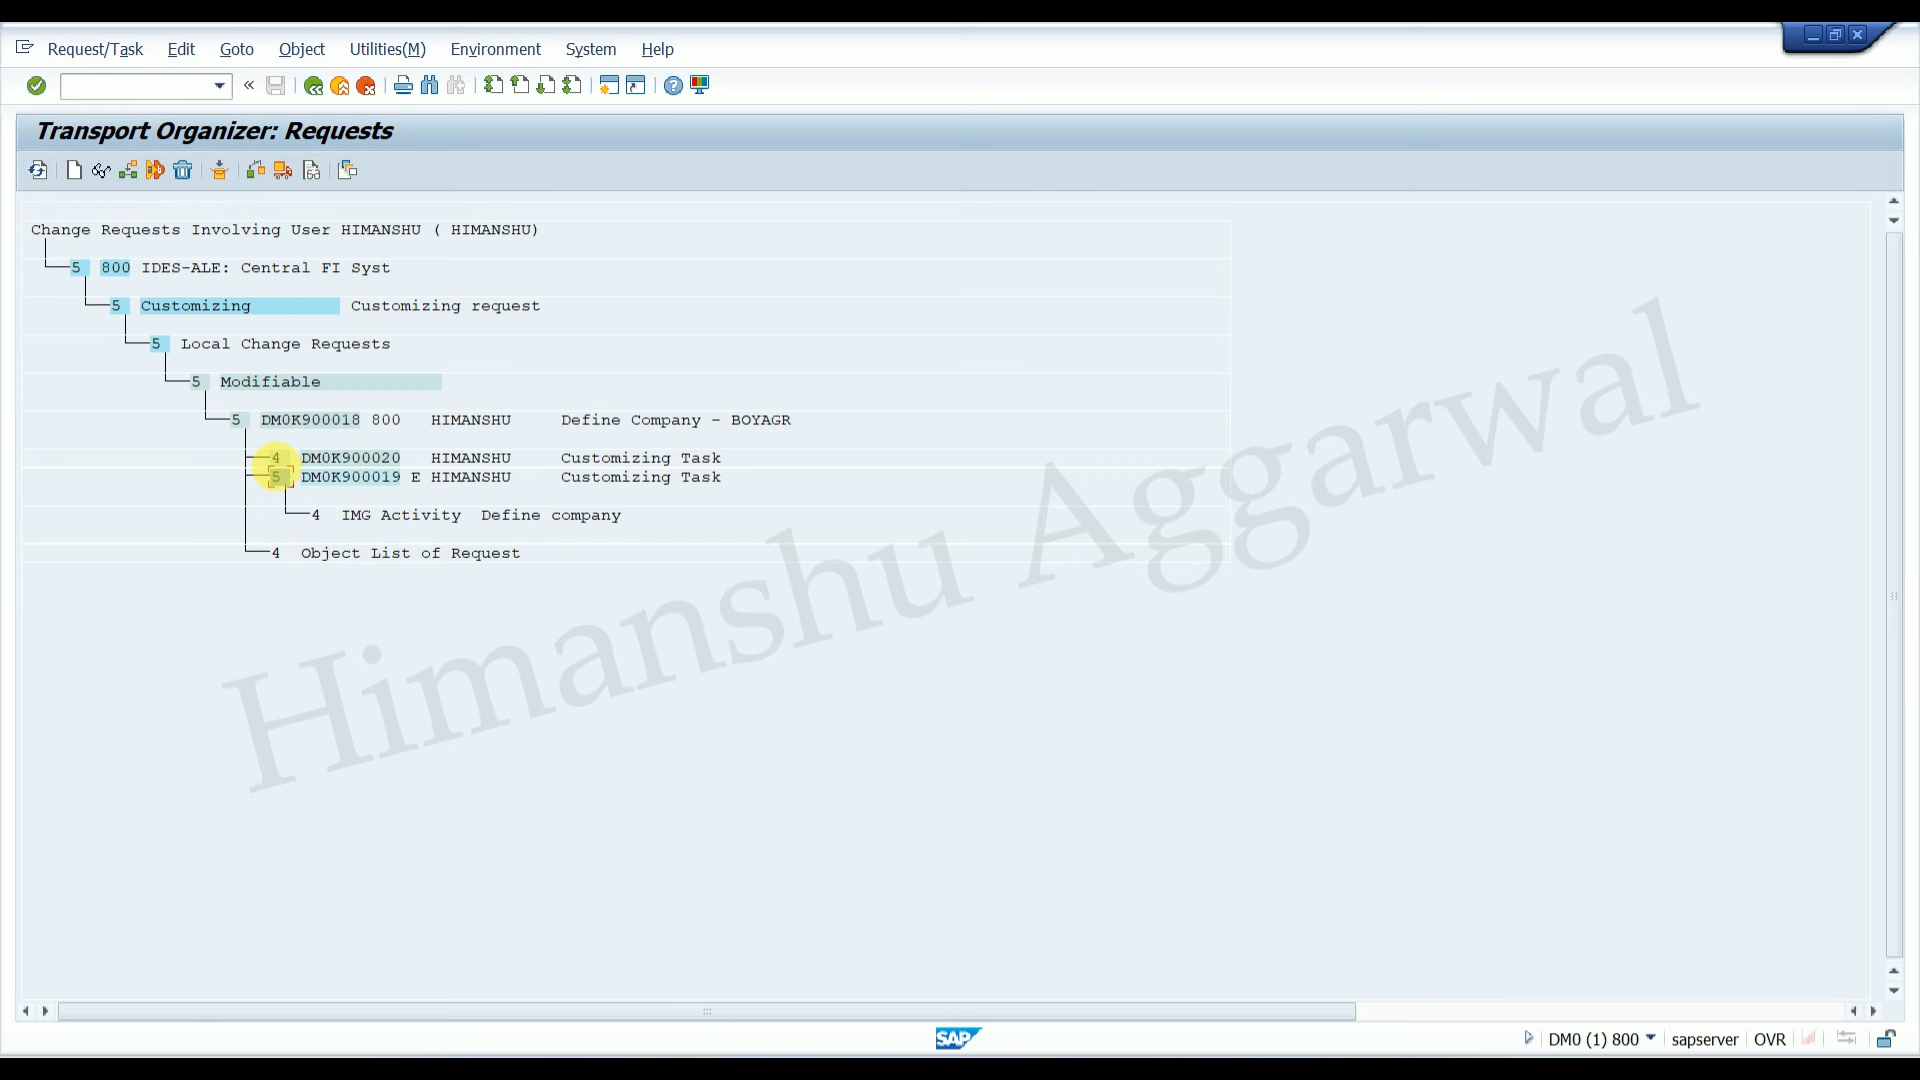 Request/Task Edit Goto Object Utilities(M) Environment System Help
Transport Organizer: Requests
Change Requests Involving User HIMANSHU ( HIMANSHU)
5 800 IDES-ALE: Central FI Syst
5 Customizing Customizing request
5 Local Change Requests
5 Modifiable
5 DM0K900018 800 HIMANSHU Define Company - BOYAGR
4 DM0K900020 HIMANSHU Customizing Task
5 DM0K900019 E HIMANSHU Customizing Task
4 IMG Activity Define company
4 Object List of Request
Himanshu Aggarwal
SAP
DM0 (1) 800 sapserver OVR